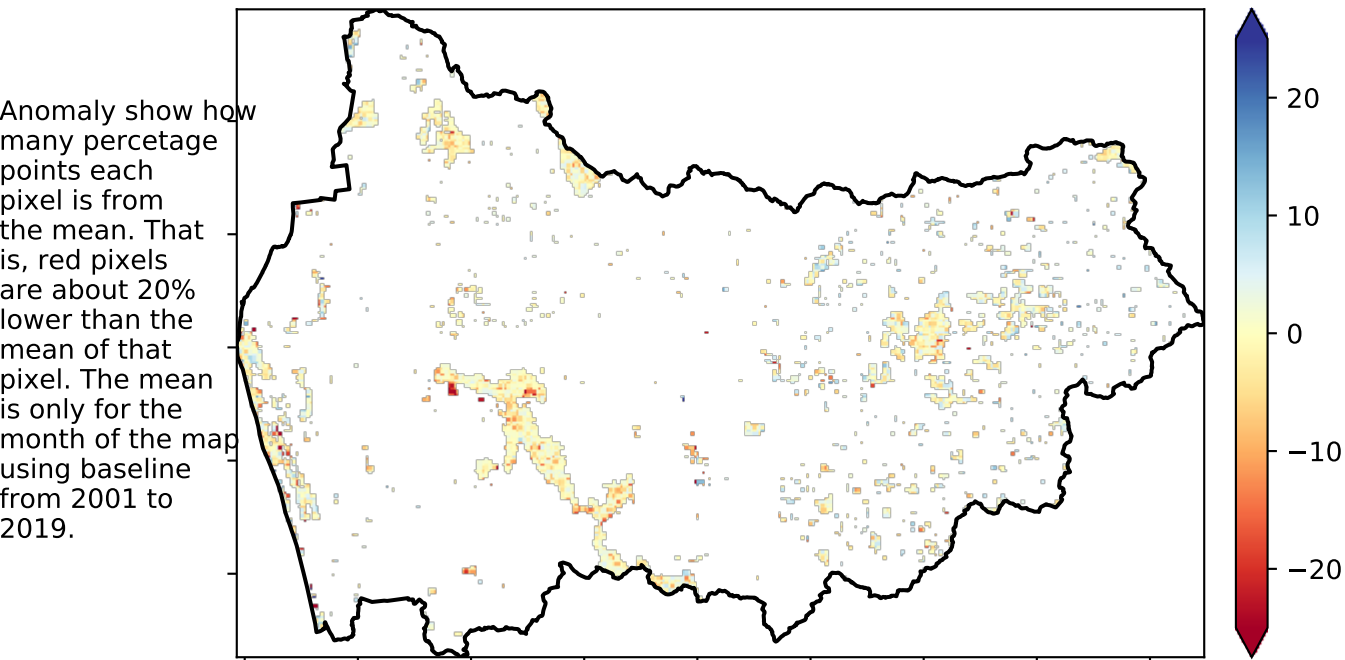 Anomaly show how
many percetage
points each
pixel is from
the mean. That
is, red pixels
are about 20%
lower than the
mean of that
pixel. The mean
is only for the
month of the map
using baseline
from 2001 to
2019.
20
10
0
−10
−20